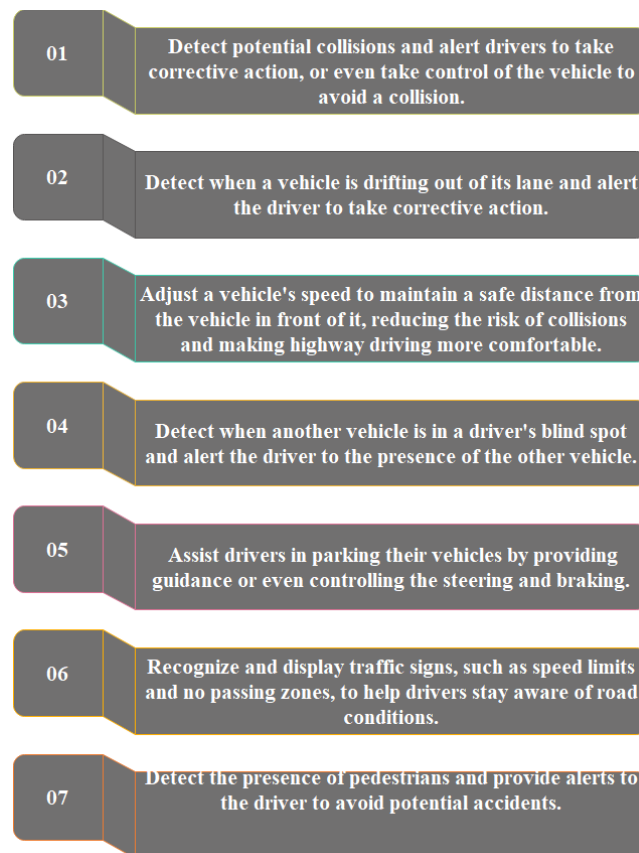 01
Detect potential collisions and alert drivers to take
corrective action, or even take control of the vehicle to
avoid a collision.
02
Detect when a vehicle is drifting out of its lane and alert
the driver to take corrective action.
03
Adjust a vehicle's speed to maintain a safe distance from
the vehicle in front of it, reducing the risk of collisions
and making highway driving more comfortable.
04
Detect when another vehicle is in a driver's blind spot
and alert the driver to the presence of the other vehicle.
05
Assist drivers in parking their vehicles by providing
guidance or even controlling the steering and braking.
06
Recognize and display traffic signs, such as speed limits
and no passing zones, to help drivers stay aware of road
conditions.
07
Detect the presence of pedestrians and provide alerts to
the driver to avoid potential accidents.